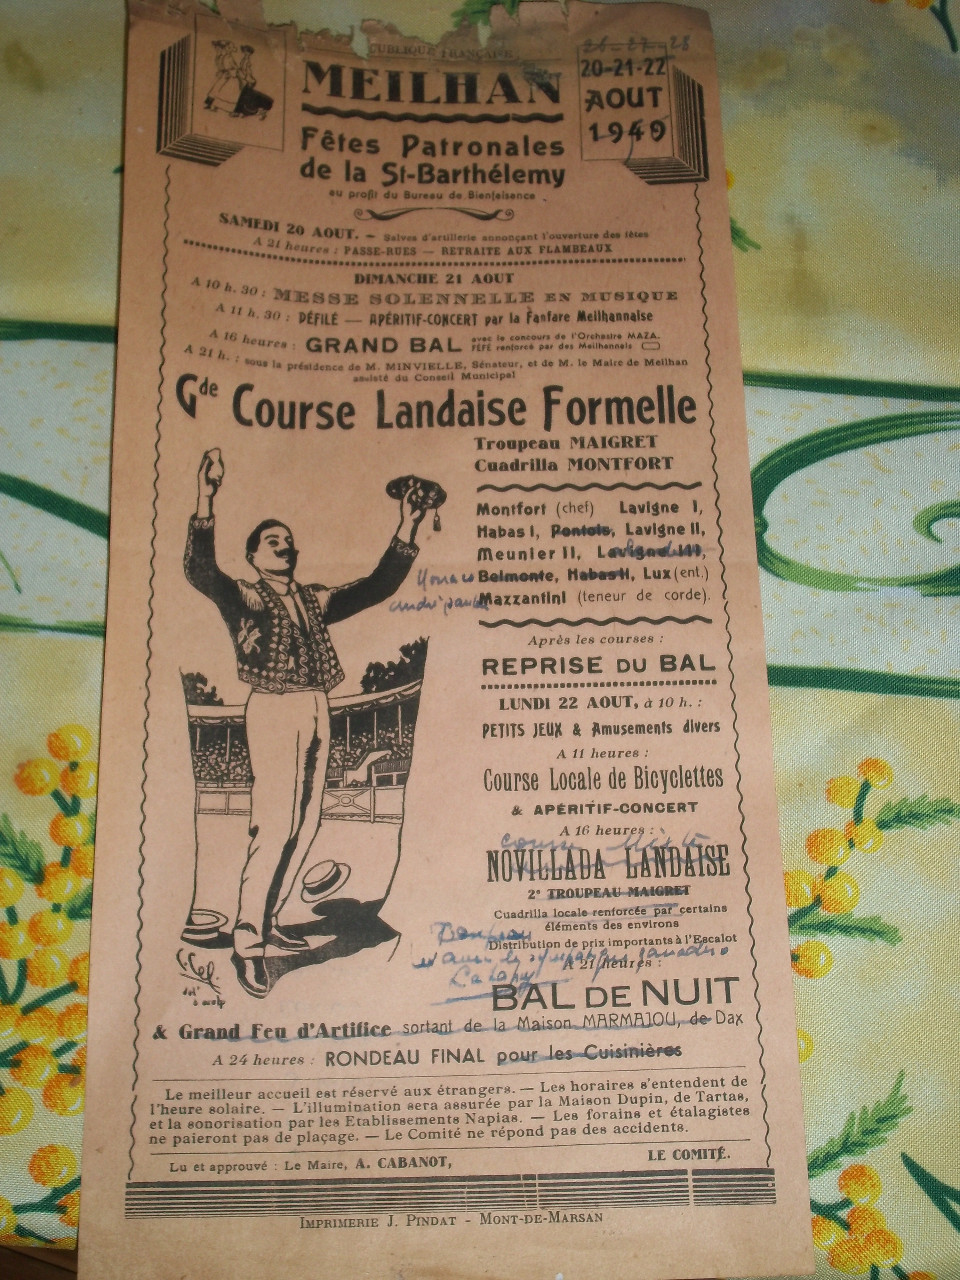 PUBLIQUE FRANÇAISE
26-27-28
MEILHAN
20-21-22
AOUT
1949
Fêtes Patronales
de la St-Barthélemy
au profit du Bureau de Bienfaisance
SAMEDI 20 AOUT. — Salves d'artillerie annonçant l'ouverture des fêtes
A 21 heures : PASSE-RUES — RETRAITE AUX FLAMBEAUX
DIMANCHE 21 AOUT
A 10 h. 30 : MESSE SOLENNELLE EN MUSIQUE
A 11 h. 30 : DÉFILÉ — APÉRITIF-CONCERT par la Fanfare Meilhannaise
A 16 heures : GRAND BAL avec le concours de l'Orchestre MAZA.
PÉPÉ renforcé par des Meilhannais
A 21 h. : sous la présidence de M. MINVIELLE, Sénateur, et de M. le Maire de Meilhan
assisté du Conseil Municipal
Gde Course Landaise Formelle
Troupeau MAIGRET
Cuadrilla MONTFORT
Montfort (chef) Lavigne I,
Habas I, Pontois, Lavigne II,
Meunier II, Lavigne III,
Belmonte, Habas II, Lux (ent.)
Mazzantini (teneur de corde).
Après les courses :
REPRISE DU BAL
LUNDI 22 AOUT, à 10 h. :
PETITS JEUX & Amusements divers
A 11 heures :
Course Locale de Bicyclettes
& APÉRITIF-CONCERT
A 16 heures :
course
NOVILLADA LANDAISE
2e TROUPEAU MAIGRET
Cuadrilla locale renforcée par certains
éléments des environs
Distribution de prix importants à l'Escalot
A 21 heures :
BAL DE NUIT
& Grand Feu d'Artifice sortant de la Maison MARMAJOU, de Dax
A 24 heures : RONDEAU FINAL pour les Cuisinières
Le meilleur accueil est réservé aux étrangers. — Les horaires s'entendent de
l'heure solaire. — L'illumination sera assurée par la Maison Dupin, de Tartas,
et la sonorisation par les Etablissements Napias. — Les forains et étalagistes
ne paieront pas de plaçage. — Le Comité ne répond pas des accidents.
Lu et approuvé : Le Maire, A. CABANOT,
LE COMITÉ.
IMPRIMERIE J. PINDAT - MONT-DE-MARSAN